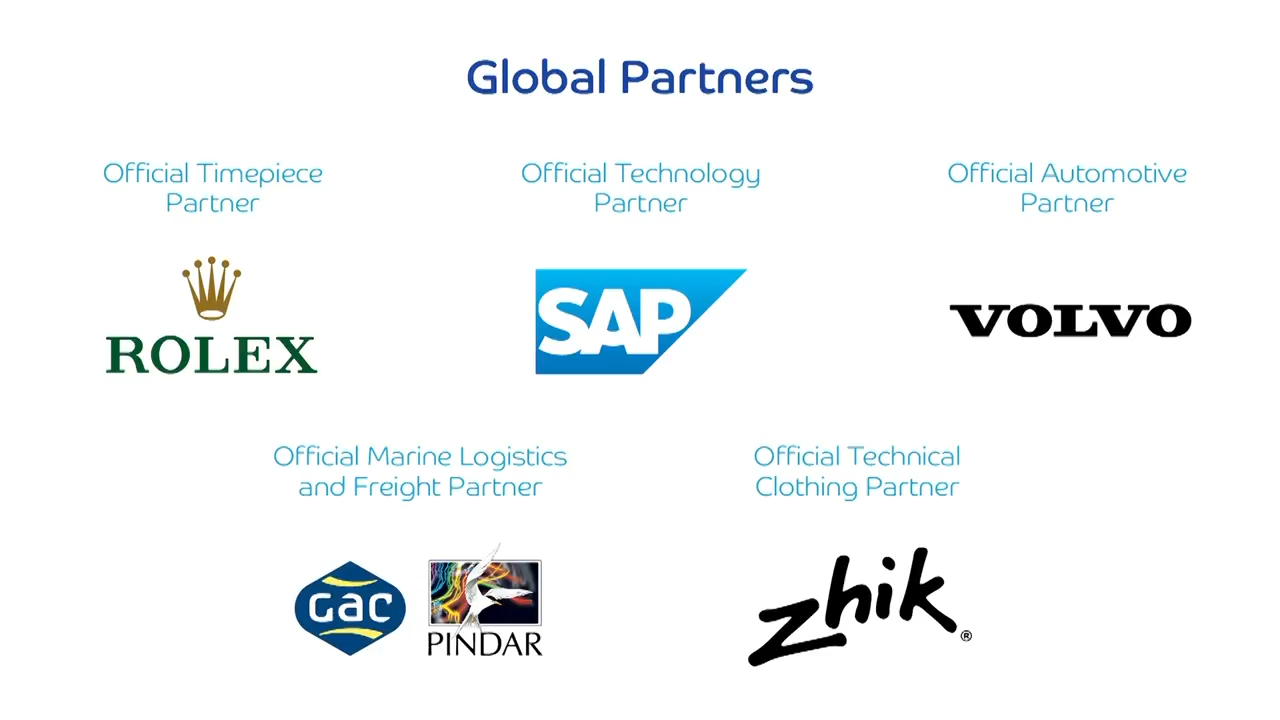 Global Partners
Official Timepiece
Partner
ROLEX
Official Technology
Partner
SAP
Official Automotive
Partner
VOLVO
Official Marine Logistics
and Freight Partner
GAC
PINDAR
Official Technical
Clothing Partner
zhik®